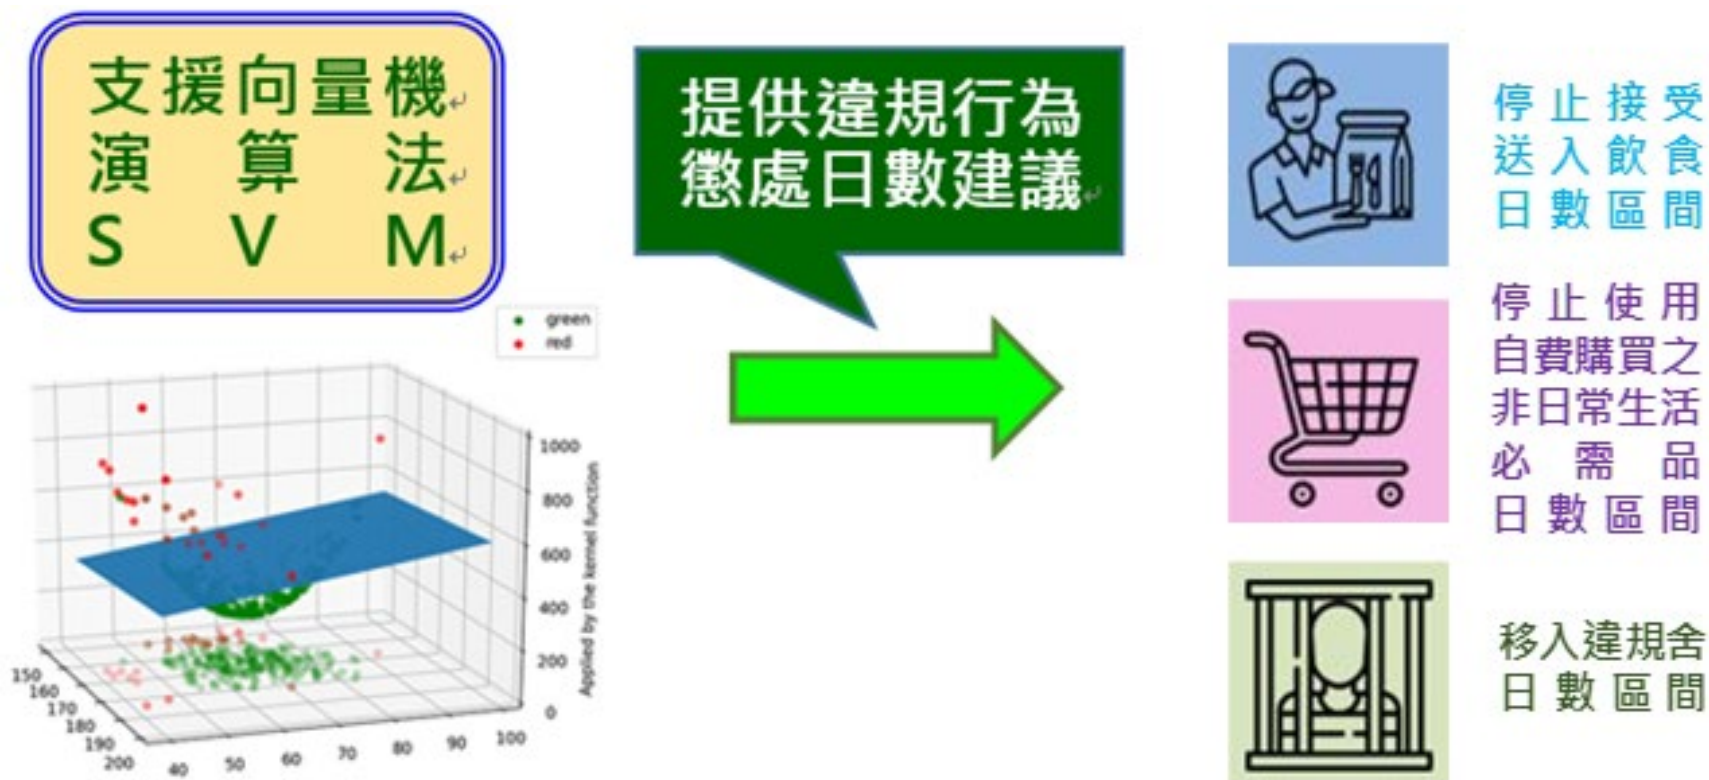 支援向量機
演算法
SVM
提供違規行為
懲處日數建議
停止接受
送入飲食
日數區間
停止使用
自費購買之
非日常生活
必需品
日數區間
移入違規舍
日數區間
green
red
1000
800
600
400
200
0
Applied by the kernel function
150
160
170
180
190
200
40
50
60
70
80
90
100